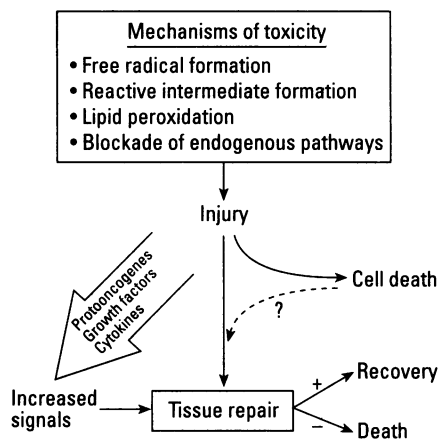 Mechanisms of toxicity
• Free radical formation
• Reactive intermediate formation
• Lipid peroxidation
• Blockade of endogenous pathways
Injury
Protooncogenes
Growth factors
Cytokines
Cell death
?
Increased
signals
Tissue repair
+
Recovery
−
Death